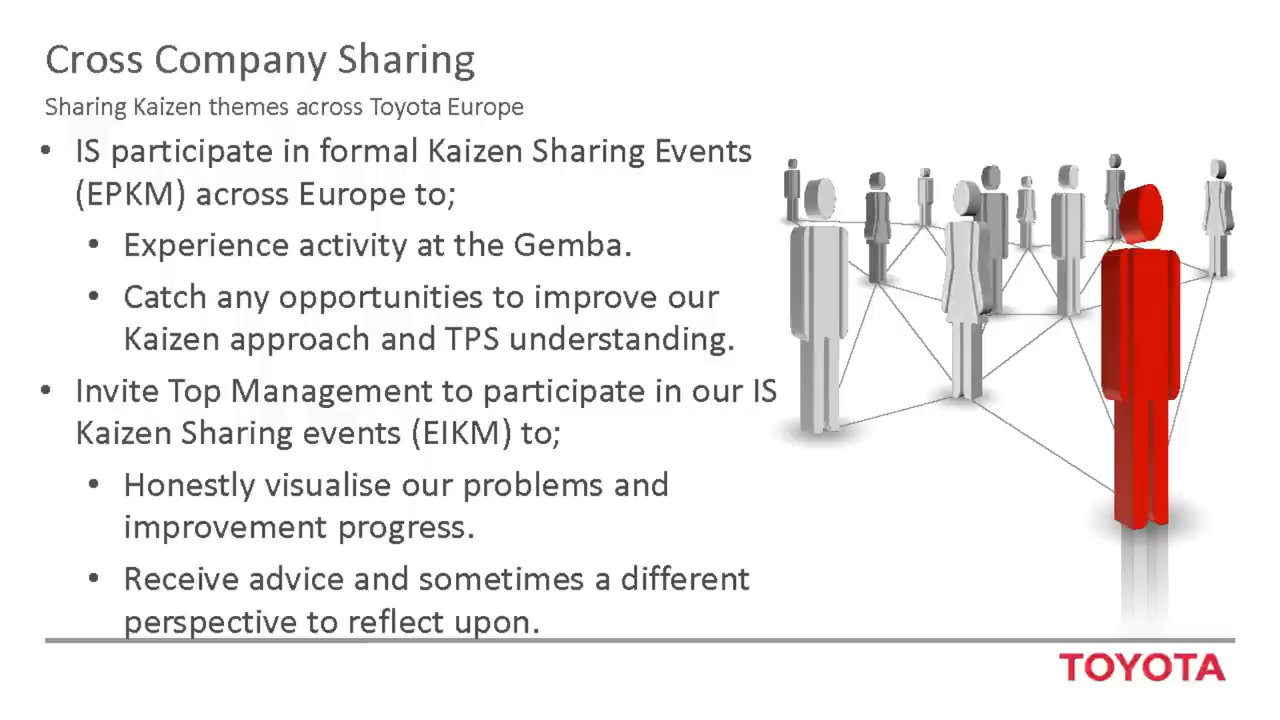 Cross Company Sharing
Sharing Kaizen themes across Toyota Europe
• IS participate in formal Kaizen Sharing Events
(EPKM) across Europe to;
• Experience activity at the Gemba.
• Catch any opportunities to improve our
Kaizen approach and TPS understanding.
• Invite Top Management to participate in our IS
Kaizen Sharing events (EIKM) to;
• Honestly visualise our problems and
improvement progress.
• Receive advice and sometimes a different
perspective to reflect upon.
TOYOTA